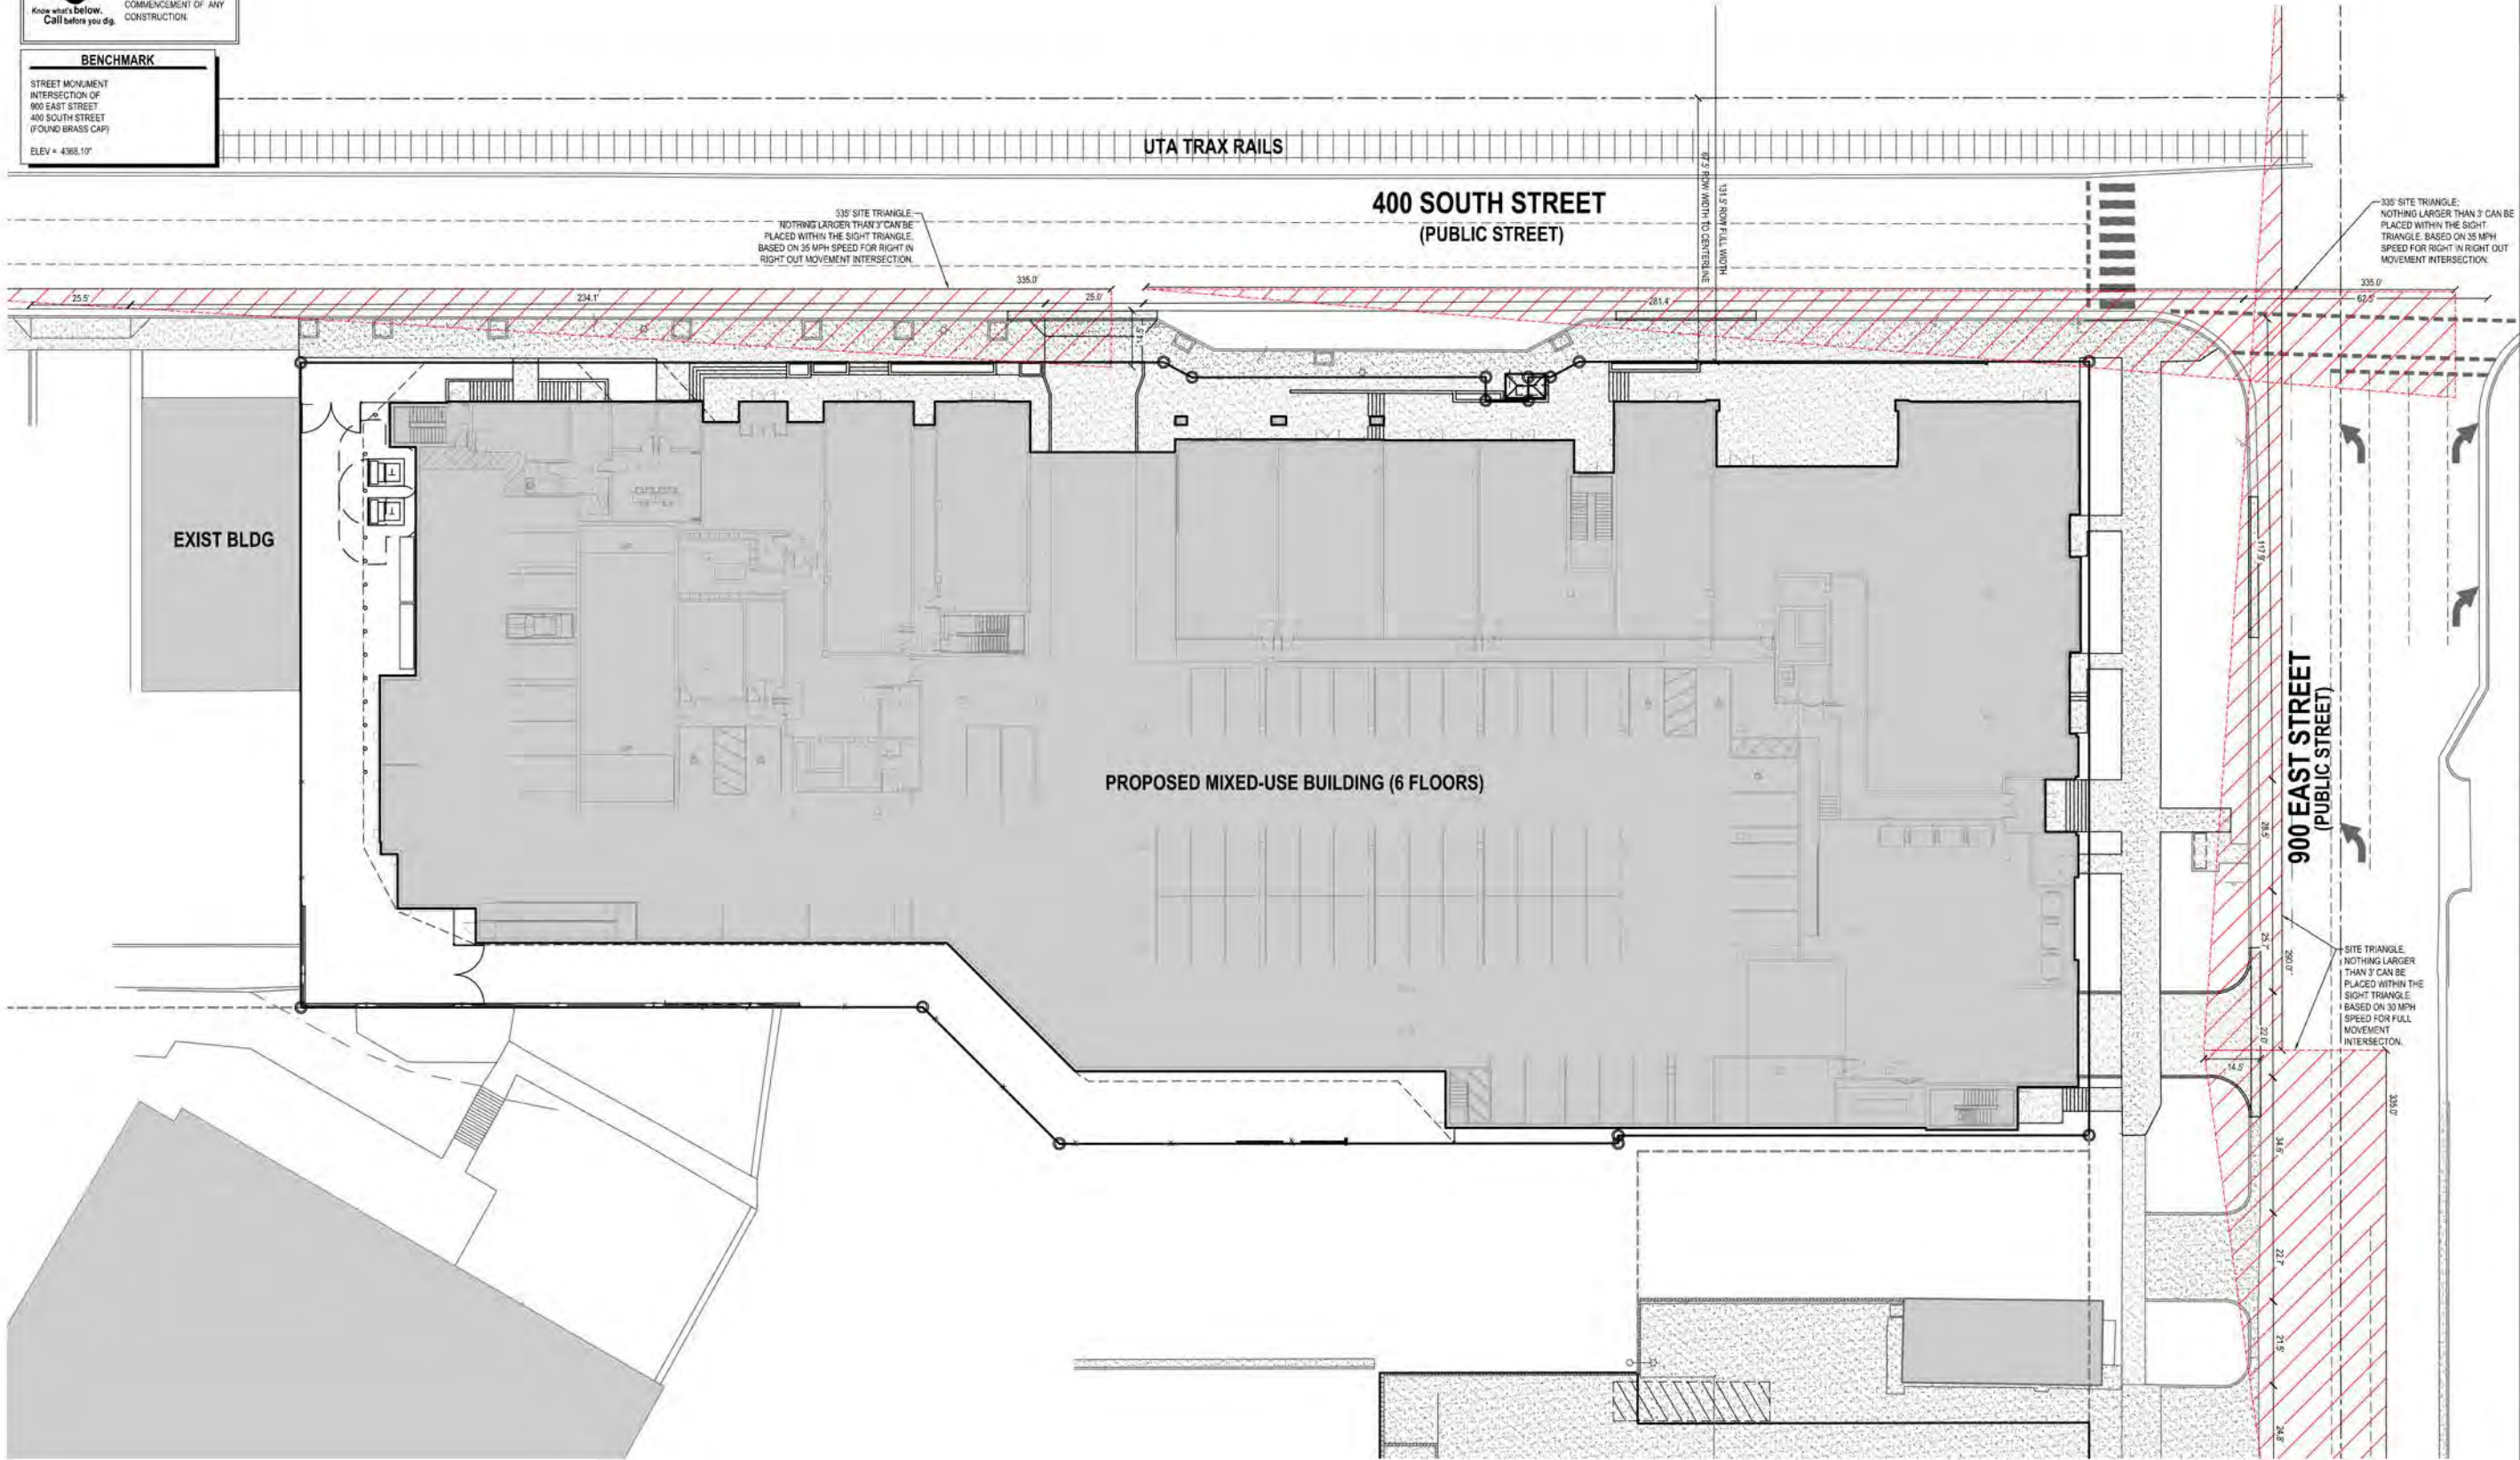 Know what's below.
Call before you dig.
COMMENCEMENT OF ANY
CONSTRUCTION.
BENCHMARK
STREET MONUMENT
INTERSECTION OF
900 EAST STREET
400 SOUTH STREET
(FOUND BRASS CAP)
ELEV = 4368.10"
UTA TRAX RAILS
400 SOUTH STREET
(PUBLIC STREET)
67.5' ROW WIDTH TO CENTERLINE
131.5' ROW FULL WIDTH
335' SITE TRIANGLE;
NOTHING LARGER THAN 3' CAN BE
PLACED WITHIN THE SIGHT TRIANGLE.
BASED ON 35 MPH SPEED FOR RIGHT IN
RIGHT OUT MOVEMENT INTERSECTION.
335' SITE TRIANGLE;
NOTHING LARGER THAN 3' CAN BE
PLACED WITHIN THE SIGHT
TRIANGLE. BASED ON 35 MPH
SPEED FOR RIGHT IN RIGHT OUT
MOVEMENT INTERSECTION.
25.5'
234.1'
335.0'
25.0'
281.4'
335.0'
62.5'
14.5'
EXIST BLDG
PROPOSED MIXED-USE BUILDING (6 FLOORS)
117.9'
900 EAST STREET
(PUBLIC STREET)
28.5'
25.7'
290.0'
SITE TRIANGLE,
NOTHING LARGER
THAN 3' CAN BE
PLACED WITHIN THE
SIGHT TRIANGLE.
BASED ON 30 MPH
SPEED FOR FULL
MOVEMENT
INTERSECTON.
22.0'
14.5'
335.0'
34.6'
22.7'
21.5'
24.8'